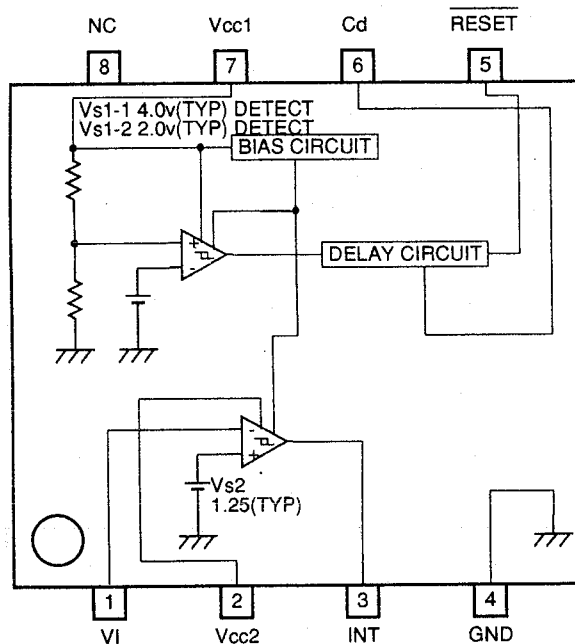 NC Vcc1 Cd RESET
8 7 6 5
Vs1-1 4.0v(TYP) DETECT
Vs1-2 2.0v(TYP) DETECT
BIAS CIRCUIT
+
-
DELAY CIRCUIT
-
+
Vs2
1.25(TYP)
1 2 3 4
VI Vcc2 INT GND